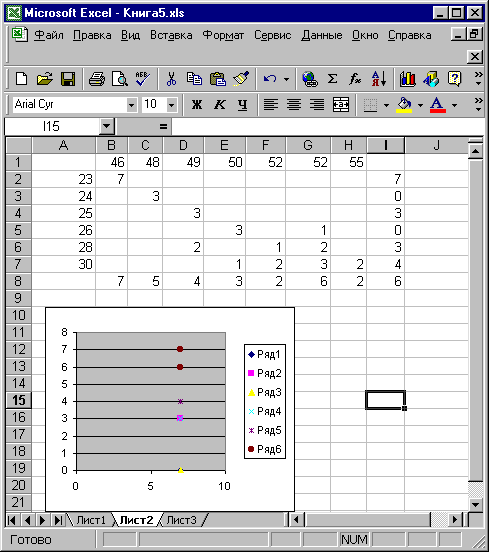 Microsoft Excel - Книга5.xls
Файл Правка Вид Вставка Формат Сервис Данные Окно Справка
Arial Cyr 10 Ж К Ч
I15 =
A B C D E F G H I J
1 46 48 49 50 52 52 55
2 23 7 7
3 24 3 0
4 25 3 3
5 26 3 1 0
6 28 2 1 2 3
7 30 1 2 3 2 4
8 7 5 4 3 2 6 2 6
9
10
11
12
13
14
15
16
17
18
19
20
21
8
7
6
5
4
3
2
1
0
0 5 10
Ряд1
Ряд2
Ряд3
Ряд4
Ряд5
Ряд6
Лист1 Лист2 Лист3
Готово NUM